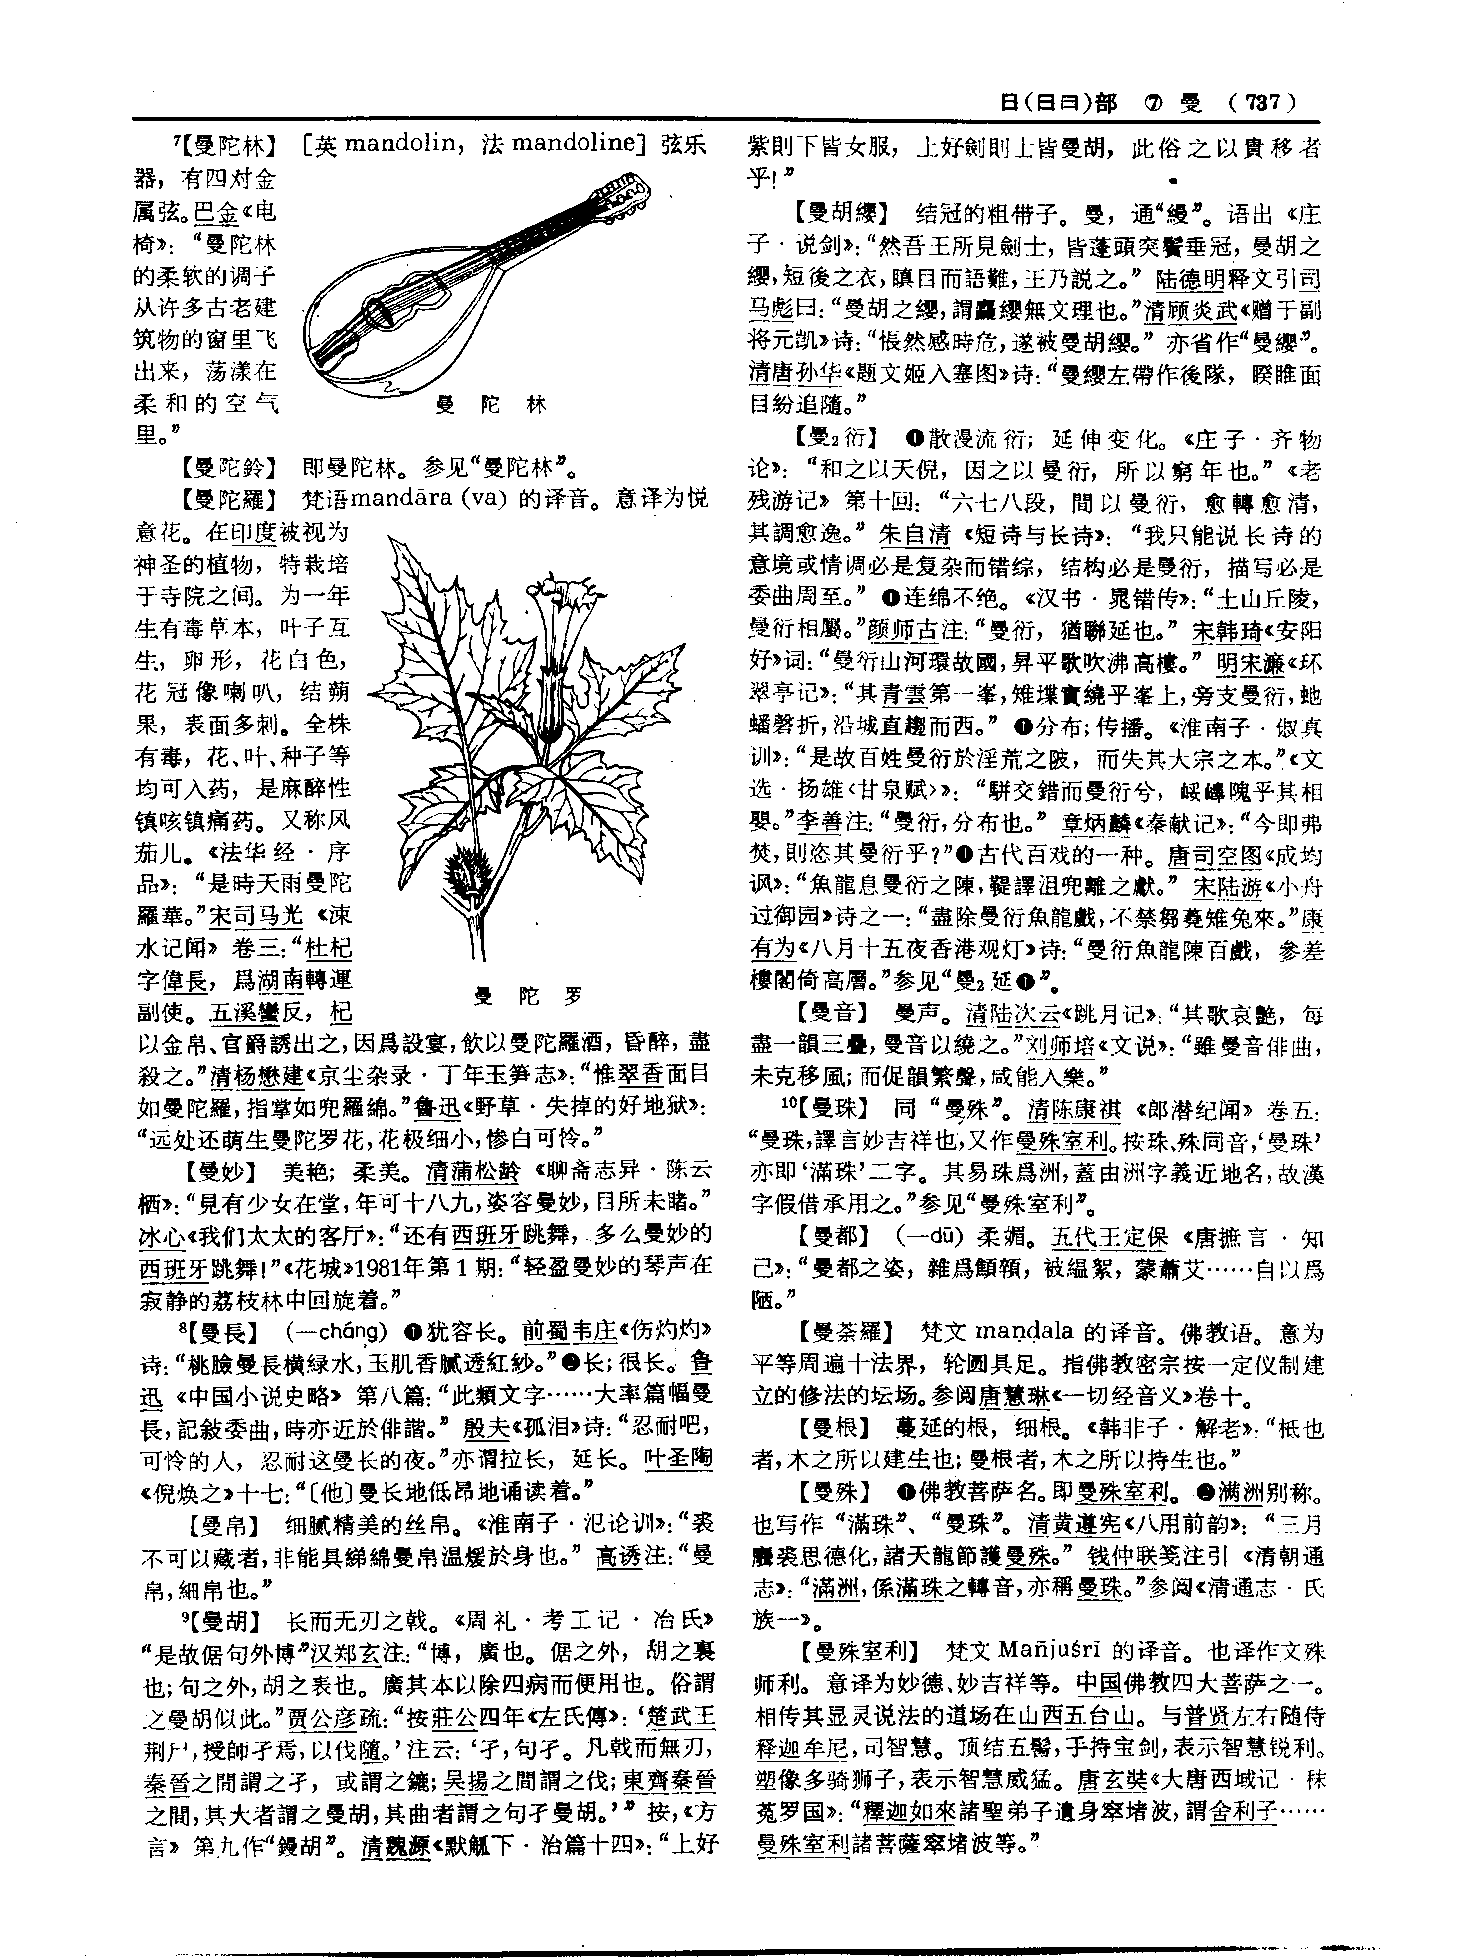 日(日曰)部 ⑦ 曼 (737)
⁷【曼陀林】 [英 mandolin, 法 mandoline] 弦乐
器，有四对金
属弦。巴金《电
椅》：“曼陀林
的柔软的调子
从许多古老建
筑物的窗里飞
出来，荡漾在
柔和的空气
里。”
曼 陀 林
【曼陀鈴】 即曼陀林。参见“曼陀林”。
【曼陀羅】 梵语mandāra (va) 的译音。意译为悦
意花。在印度被视为
神圣的植物，特栽培
于寺院之间。为一年
生有毒草本，叶子互
生，卵形，花白色，
花冠像喇叭，结蒴
果，表面多刺。全株
有毒，花、叶、种子等
均可入药，是麻醉性
镇咳镇痛药。又称风
茄儿。《法华经·序
品》：“是時天雨曼陀
羅華。”宋司马光《涑
水记闻》卷三：“杜杞
字偉長，爲湖南轉運
副使。五溪蠻反，杞
曼 陀 罗
以金帛、官爵誘出之，因爲設宴，飲以曼陀羅酒，昏醉，盡
殺之。”清杨懋建《京尘杂录·丁年玉笋志》：“惟翠香面目
如曼陀羅，指掌如兜羅綿。”鲁迅《野草·失掉的好地狱》：
“远处还萌生曼陀罗花，花极细小，惨白可怜。”
【曼妙】 美艳；柔美。清蒲松龄《聊斋志异·陈云
栖》：“見有少女在堂，年可十八九，姿容曼妙，目所未睹。”
冰心《我们太太的客厅》：“还有西班牙跳舞，多么曼妙的
西班牙跳舞！”《花城》1981年第1期：“轻盈曼妙的琴声在
寂静的荔枝林中回旋着。”
⁸【曼長】 (—cháng) ❶犹容长。前蜀韦庄《伤灼灼》
诗：“桃臉曼長横緑水，玉肌香膩透紅紗。”❷长；很长。鲁
迅《中国小说史略》第八篇：“此類文字……大率篇幅曼
長，記敍委曲，時亦近於俳諧。”殷夫《孤泪》诗：“忍耐吧，
可怜的人，忍耐这曼长的夜。”亦谓拉长，延长。叶圣陶
《倪焕之》十七：“〔他〕曼长地低昂地诵读着。”
【曼帛】 细腻精美的丝帛。《淮南子·氾论训》：“裘
不可以藏者，非能具綈綿曼帛温煖於身也。”高诱注：“曼
帛，細帛也。”
⁹【曼胡】 长而无刃之戟。《周礼·考工记·冶氏》
“是故倨句外博”汉郑玄注：“博，廣也。倨之外，胡之裏
也；句之外，胡之表也。廣其本以除四病而便用也。俗謂
之曼胡似此。”贾公彦疏：“按莊公四年《左氏傳》：‘楚武王
荆尸，授師孑焉，以伐隨。’注云：‘孑，句孑。凡戟而無刃，
秦晉之間謂之孑，或謂之鏔；吴揚之間謂之伐；東齊秦晉
之間，其大者謂之曼胡，其曲者謂之句孑曼胡。’”按，《方
言》第九作“鏝胡”。清魏源《默觚下·治篇十四》：“上好
紫則下皆女服，上好劍則士皆曼胡，此俗之以貴移者
乎！”
【曼胡纓】 结冠的粗带子。曼，通“縵”。语出《庄
子·说剑》：“然吾王所見劍士，皆蓬頭突鬢垂冠，曼胡之
纓，短後之衣，瞋目而語難，王乃説之。”陆德明释文引司
马彪曰：“曼胡之纓，謂麤纓無文理也。”清顾炎武《赠于副
将元凯》诗：“悵然感時危，遂被曼胡纓。”亦省作“曼纓”。
清唐孙华《题文姬入塞图》诗：“曼纓左帶作後隊，睽睢面
目紛追隨。”
【曼₂衍】 ❶散漫流衍；延伸变化。《庄子·齐物
论》：“和之以天倪，因之以曼衍，所以窮年也。”《老
残游记》第十回：“六七八段，間以曼衍，愈轉愈清，
其調愈逸。”朱自清《短诗与长诗》：“我只能说长诗的
意境或情调必是复杂而错综，结构必是曼衍，描写必是
委曲周至。”❶连绵不绝。《汉书·晁错传》：“土山丘陵，
曼衍相屬。”颜师古注：“曼衍，猶聯延也。”宋韩琦《安阳
好》词：“曼衍山河環故國，昇平歌吹沸高樓。”明宋濂《环
翠亭记》：“其青雲第一峯，雉堞實繞乎峯上，旁支曼衍，虵
蟠磬折，沿城直趨而西。”❶分布；传播。《淮南子·俶真
训》：“是故百姓曼衍於淫荒之陂，而失其大宗之本。”《文
选·扬雄〈甘泉赋〉》：“駢交錯而曼衍兮，㟎嶵隗乎其相
嬰。”李善注：“曼衍，分布也。”章炳麟《秦献记》：“今即弗
焚，則恣其曼衍乎？”❶古代百戏的一种。唐司空图《成均
讽》：“魚龍息曼衍之陳，鞮譯沮兜離之獻。”宋陆游《小舟
过御园》诗之一：“盡除曼衍魚龍戲，不禁芻蕘雉兔來。”康
有为《八月十五夜香港观灯》诗：“曼衍魚龍陳百戲，參差
樓閣倚高層。”参见“曼₂延❶”。
【曼音】 曼声。清陆次云《跳月记》：“其歌哀艷，每
盡一韻三疊，曼音以繞之。”刘师培《文说》：“雖曼音俳曲，
未克移風；而促韻繁聲，咸能入樂。”
¹⁰【曼珠】 同“曼殊”。清陈康祺《郎潜纪闻》卷五：
“曼珠，譯言妙吉祥也，又作曼殊室利。按珠、殊同音，‘曼珠’
亦即‘滿珠’二字。其易珠爲洲，蓋由洲字義近地名，故漢
字假借承用之。”参见“曼殊室利”。
【曼都】 (—dū) 柔媚。五代王定保《唐摭言·知
己》：“曼都之姿，雜爲顦顇，被緼絮，蒙蕭艾……自以爲
陋。”
【曼荼羅】 梵文 maṇḍala 的译音。佛教语。意为
平等周遍十法界，轮圆具足。指佛教密宗按一定仪制建
立的修法的坛场。参阅唐慧琳《一切经音义》卷十。
【曼根】 蔓延的根，细根。《韩非子·解老》：“柢也
者，木之所以建生也；曼根者，木之所以持生也。”
【曼殊】 ❶佛教菩萨名。即曼殊室利。❷满洲别称。
也写作“滿珠”、“曼珠”。清黄遵宪《八用前韵》：“三月
麛裘思德化，諸天龍節護曼殊。”钱仲联笺注引《清朝通
志》：“滿洲，係滿珠之轉音，亦稱曼珠。”参阅《清通志·氏
族一》。
【曼殊室利】 梵文 Mañjuśrī 的译音。也译作文殊
师利。意译为妙德、妙吉祥等。中国佛教四大菩萨之一。
相传其显灵说法的道场在山西五台山。与普贤左右随侍
释迦牟尼，司智慧。顶结五髻，手持宝剑，表示智慧锐利。
塑像多骑狮子，表示智慧威猛。唐玄奘《大唐西域记·秣
菟罗国》：“釋迦如來諸聖弟子遺身窣堵波，謂舍利子……
曼殊室利諸菩薩窣堵波等。”